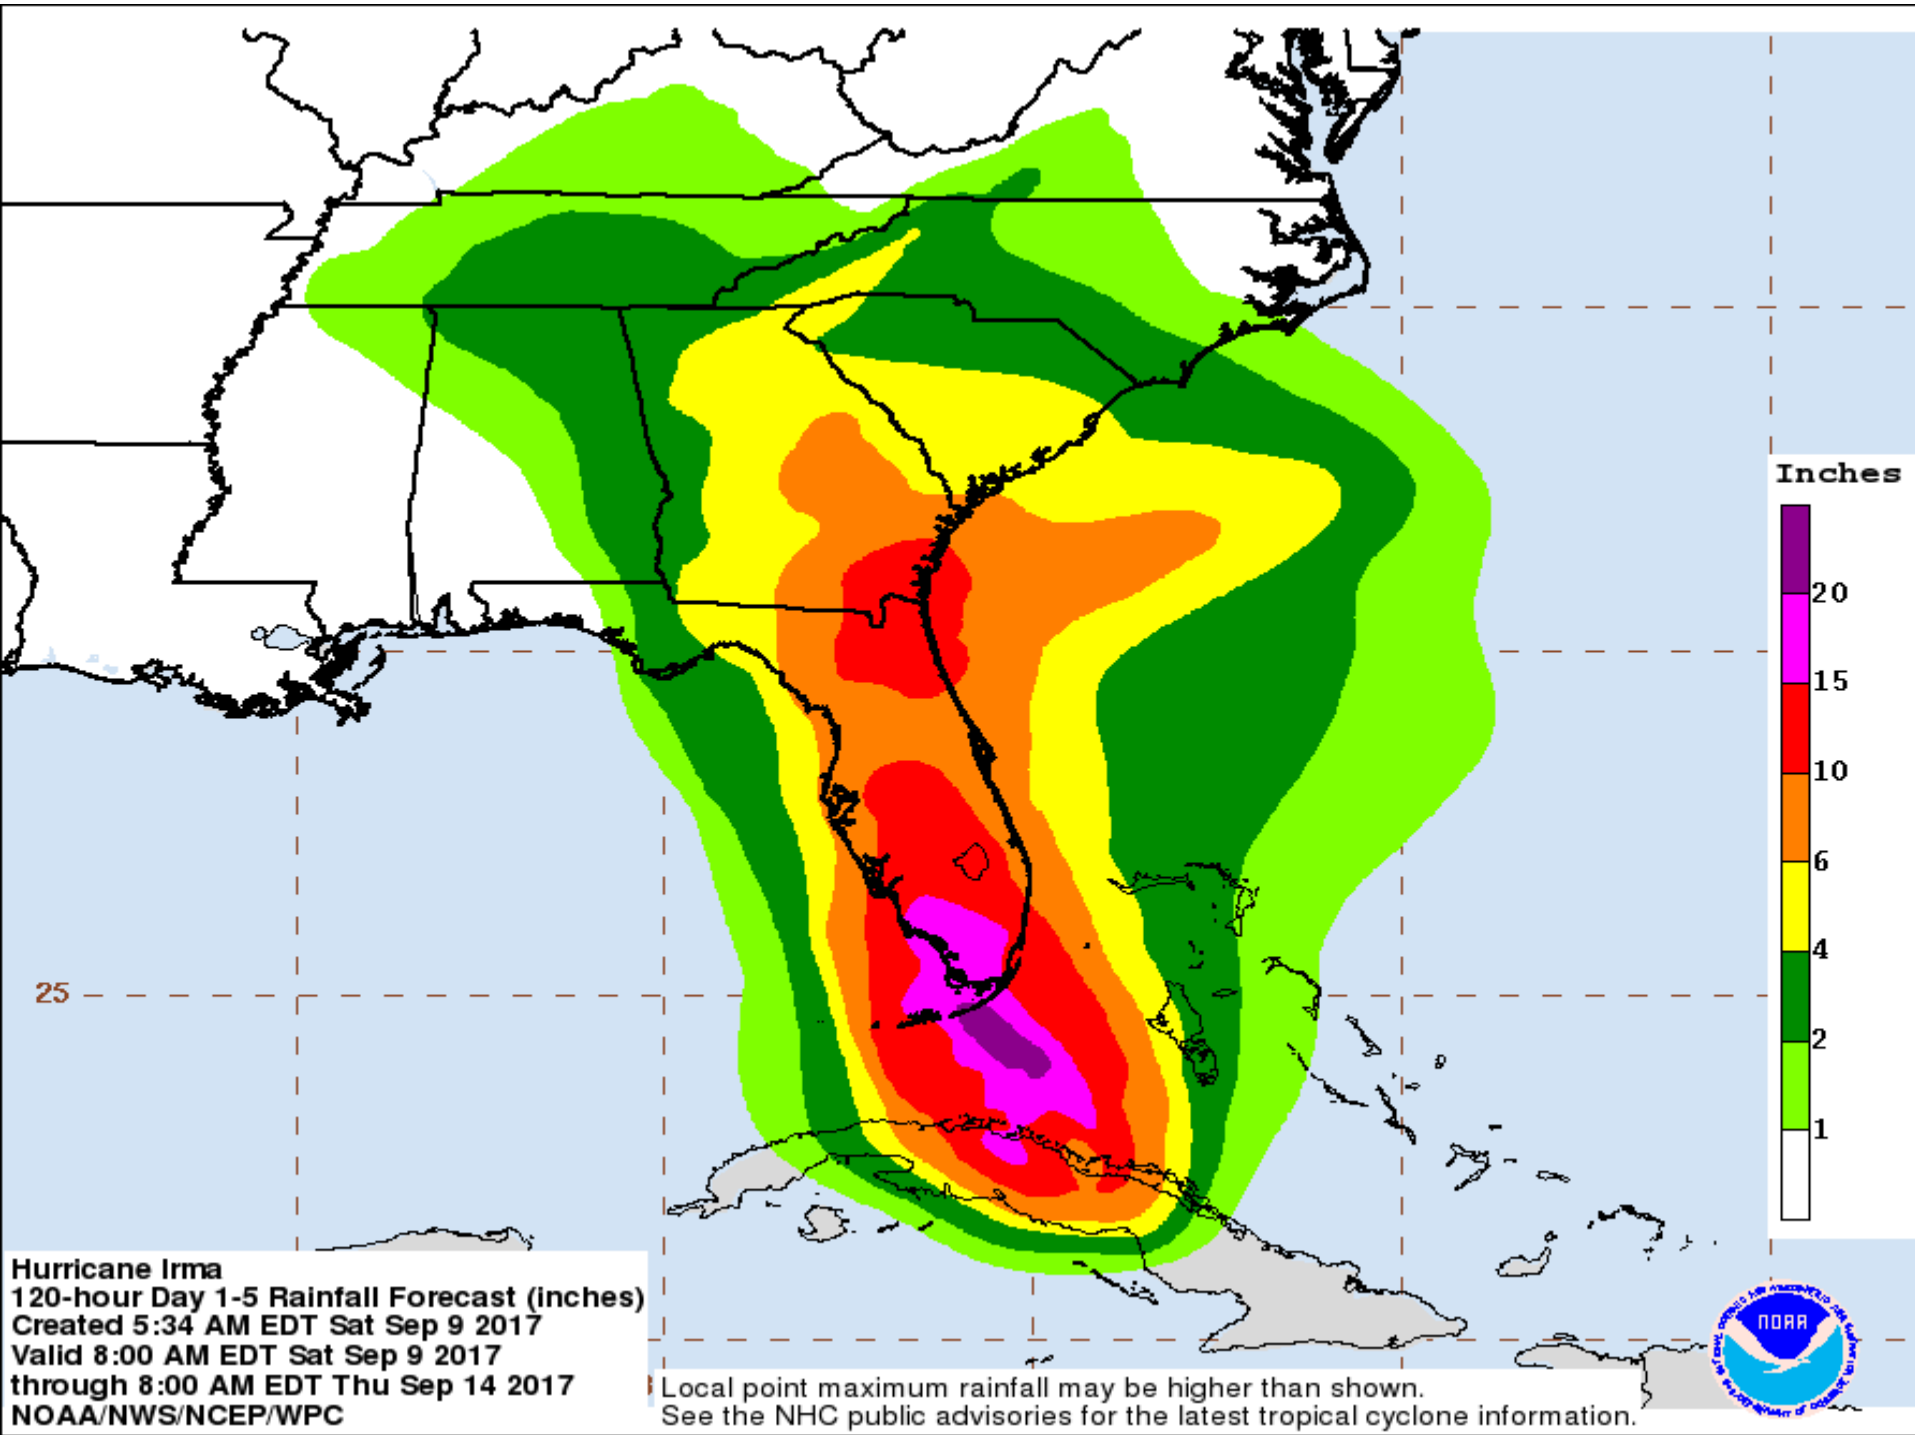 Inches
20
15
10
6
4
2
1
25
Hurricane Irma
120-hour Day 1-5 Rainfall Forecast (inches)
Created 5:34 AM EDT Sat Sep 9 2017
Valid 8:00 AM EDT Sat Sep 9 2017
through 8:00 AM EDT Thu Sep 14 2017
NOAA/NWS/NCEP/WPC
Local point maximum rainfall may be higher than shown.
See the NHC public advisories for the latest tropical cyclone information.
NOAA